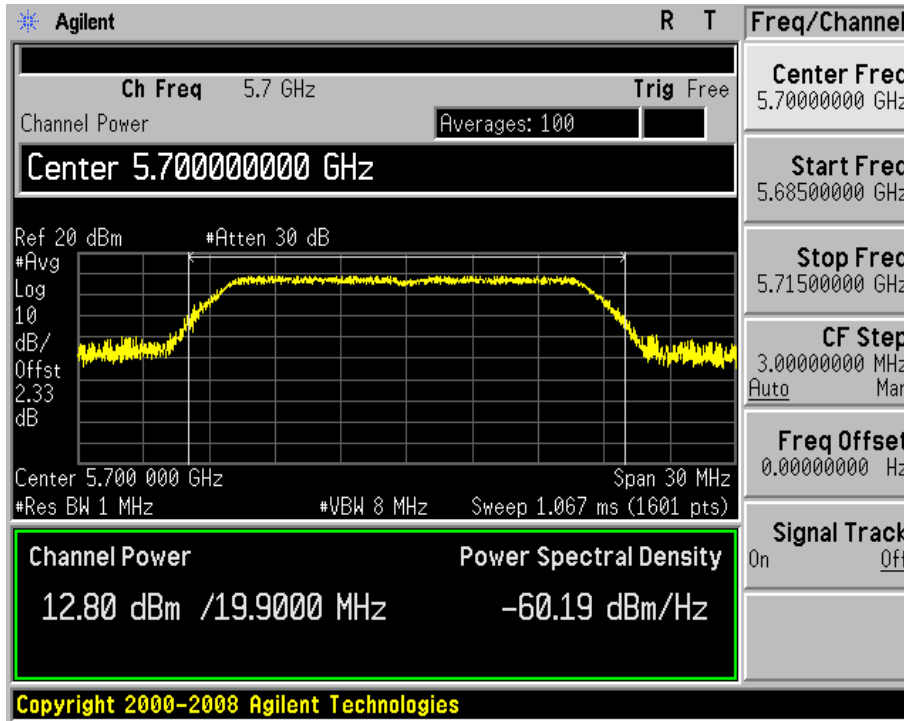 Agilent R T
Freq/Channel
Ch Freq 5.7 GHz Trig Free
Channel Power Averages: 100
Center 5.700000000 GHz
Ref 20 dBm #Atten 30 dB
#Avg
Log
10
dB/
Offst
2.33
dB
Center 5.700 000 GHz Span 30 MHz
#Res BW 1 MHz #VBW 8 MHz Sweep 1.067 ms (1601 pts)
Channel Power Power Spectral Density
12.80 dBm /19.9000 MHz -60.19 dBm/Hz
Copyright 2000-2008 Agilent Technologies
Center Freq
5.70000000 GHz
Start Freq
5.68500000 GHz
Stop Freq
5.71500000 GHz
CF Step
3.00000000 MHz
Auto Man
Freq Offset
0.00000000 Hz
Signal Track
On Off